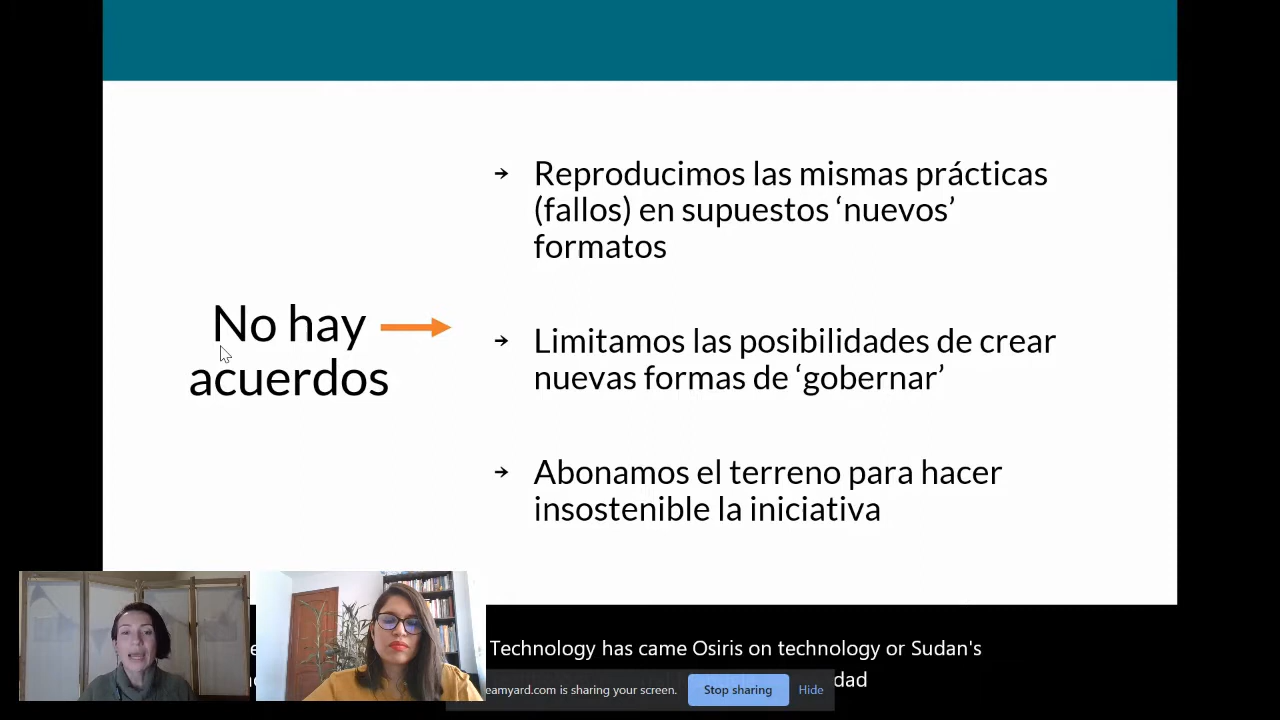 Reproducimos las mismas prácticas
(fallos) en supuestos ‘nuevos’
formatos
No hay
acuerdos
Limitamos las posibilidades de crear
nuevas formas de ‘gobernar’
Abonamos el terreno para hacer
insostenible la iniciativa
Technology has came Osiris on technology or Sudan's
eamyard.com is sharing your screen.
Stop sharing
Hide
dad